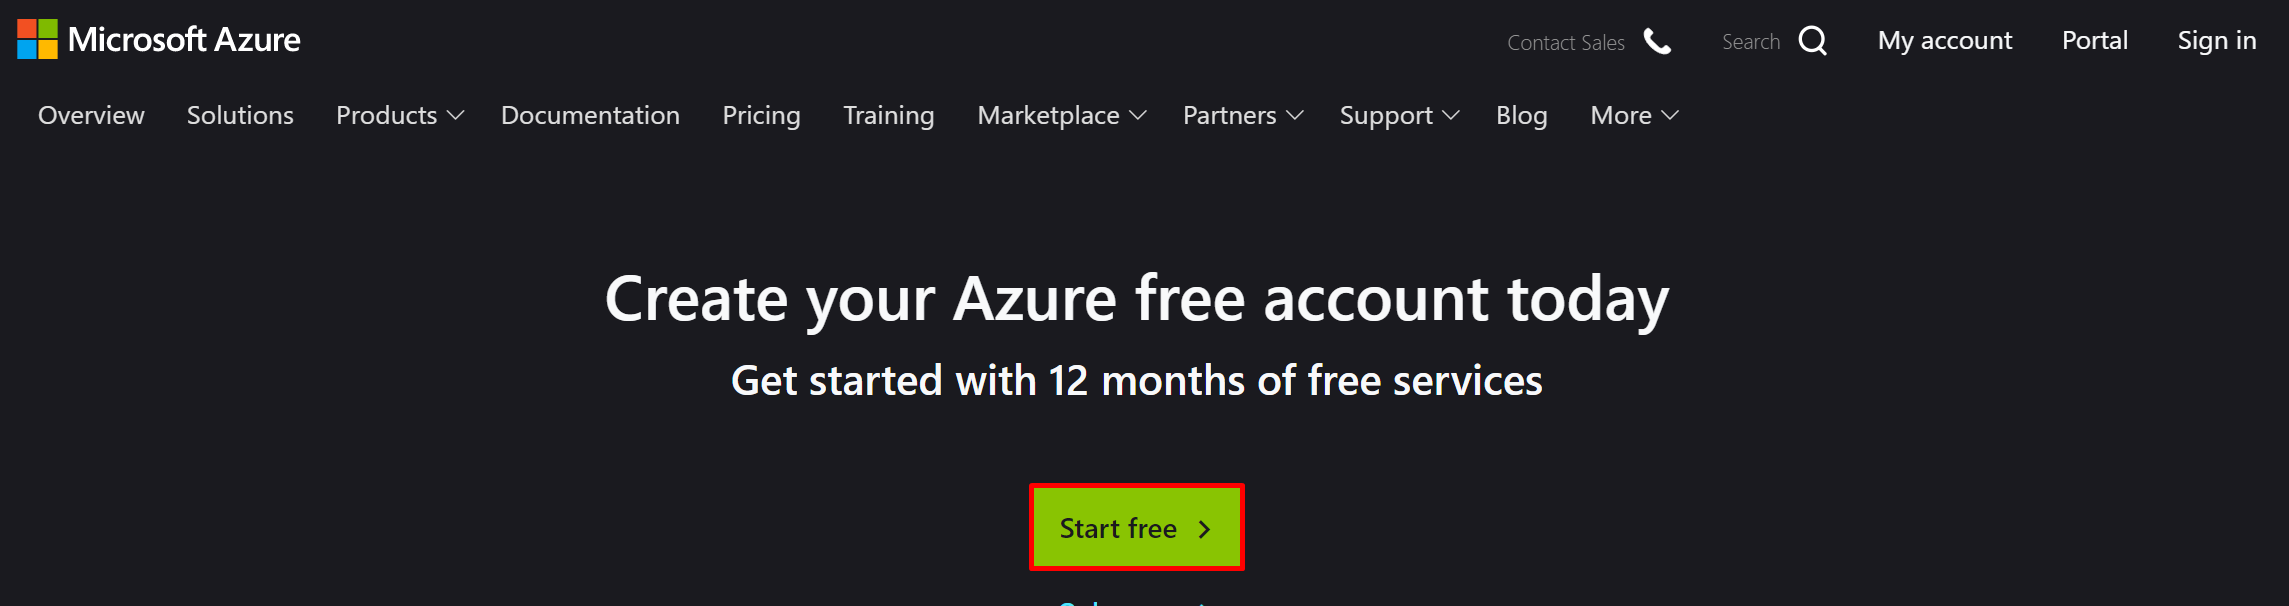 Microsoft Azure
Contact Sales
Search
My account
Portal
Sign in
Overview
Solutions
Products
Documentation
Pricing
Training
Marketplace
Partners
Support
Blog
More
Create your Azure free account today
Get started with 12 months of free services
Start free